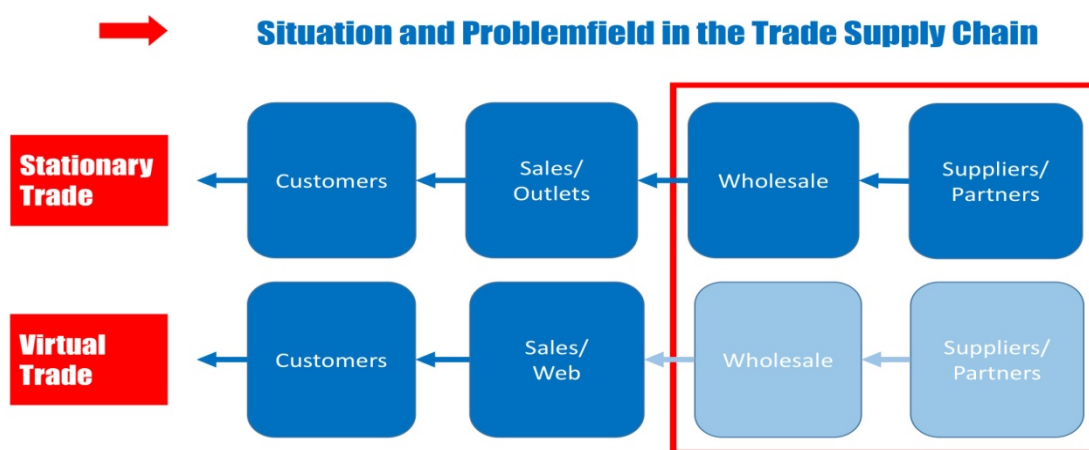 Situation and Problemfield in the Trade Supply Chain
Stationary
Trade
Customers
Sales/
Outlets
Wholesale
Suppliers/
Partners
Virtual
Trade
Customers
Sales/
Web
Wholesale
Suppliers/
Partners